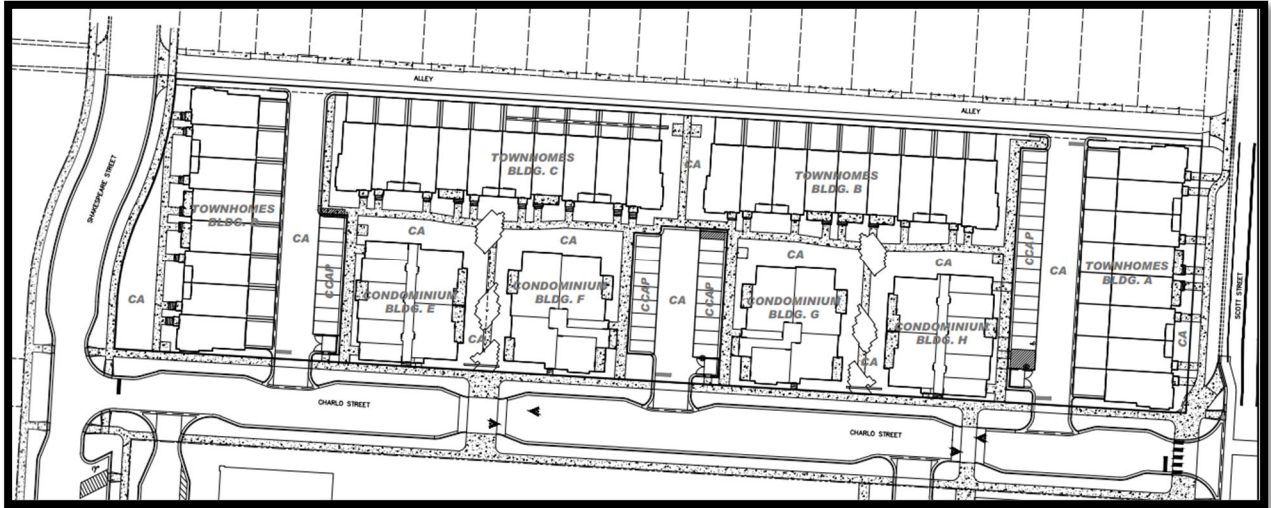 ALLEY
ALLEY
SHAKESPEARE STREET
TOWNHOMES
BLDG. C
CA
TOWNHOMES
BLDG. B
TOWNHOMES
BLDG. D
CA
CCAP
CA
CA
CA
CA
CCAP
CA
TOWNHOMES
BLDG. A
SCOTT STREET
CA
CONDOMINIUM
BLDG. E
CONDOMINIUM
BLDG. F
CCAP
CA
CCAP
CONDOMINIUM
BLDG. G
CONDOMINIUM
BLDG. H
CA
CA
CA
CHARLO STREET
CHARLO STREET